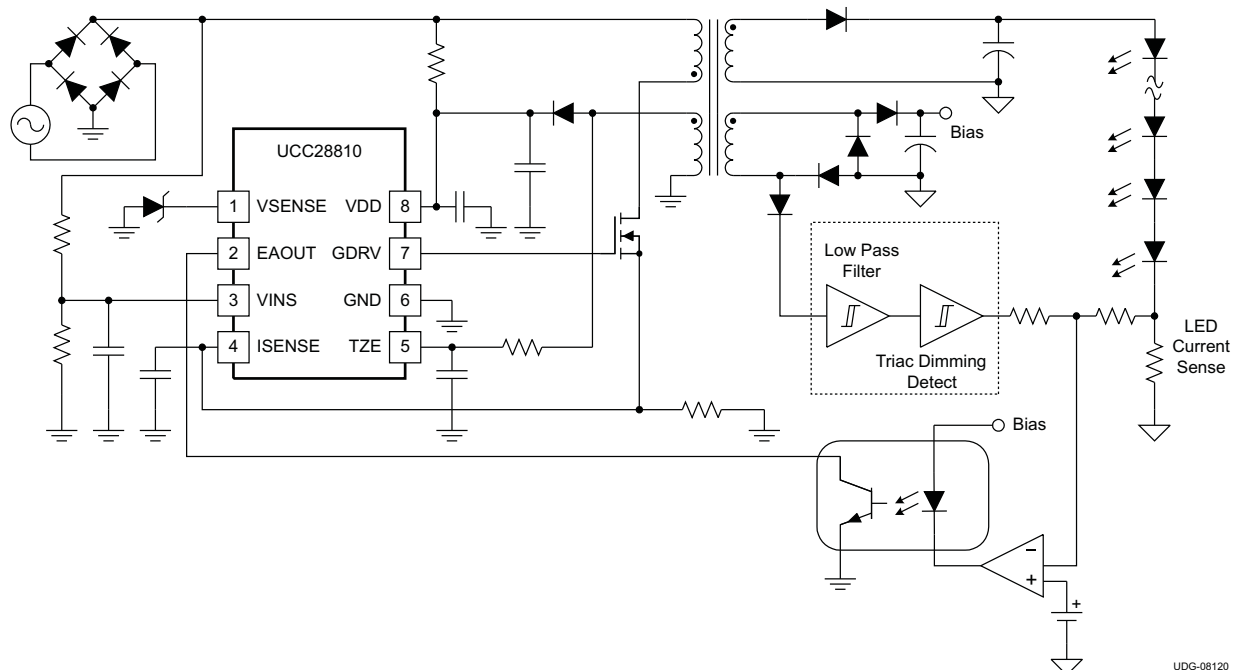 Bias
UCC28810
1 VSENSE VDD 8
2 EAOUT GDRV 7
3 VINS GND 6
4 ISENSE TZE 5
Low Pass
Filter
Triac Dimming
Detect
LED
Current
Sense
Bias
−
+
+
UDG-08120